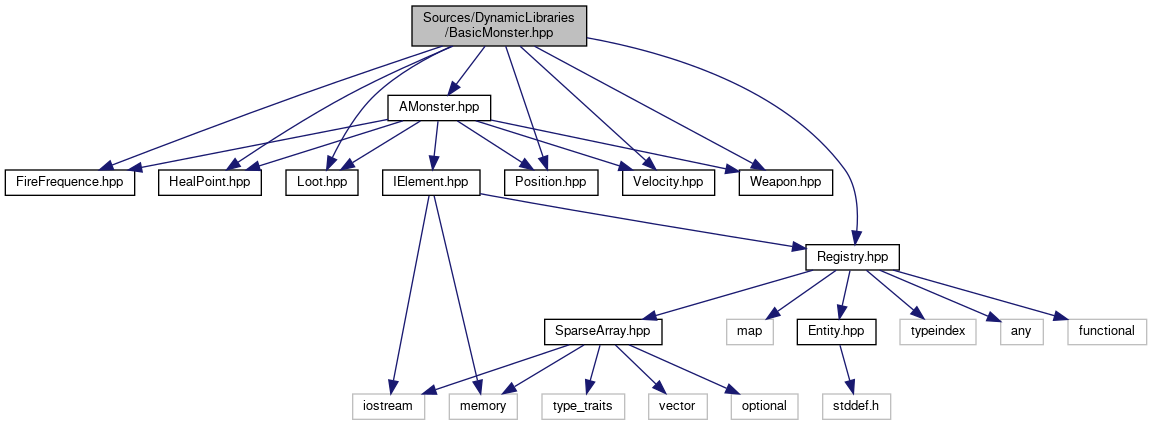 Sources/DynamicLibraries
/BasicMonster.hpp
AMonster.hpp
FireFrequence.hpp
HealPoint.hpp
Loot.hpp
IElement.hpp
Position.hpp
Velocity.hpp
Weapon.hpp
Registry.hpp
SparseArray.hpp
map
Entity.hpp
typeindex
any
functional
iostream
memory
type_traits
vector
optional
stddef.h